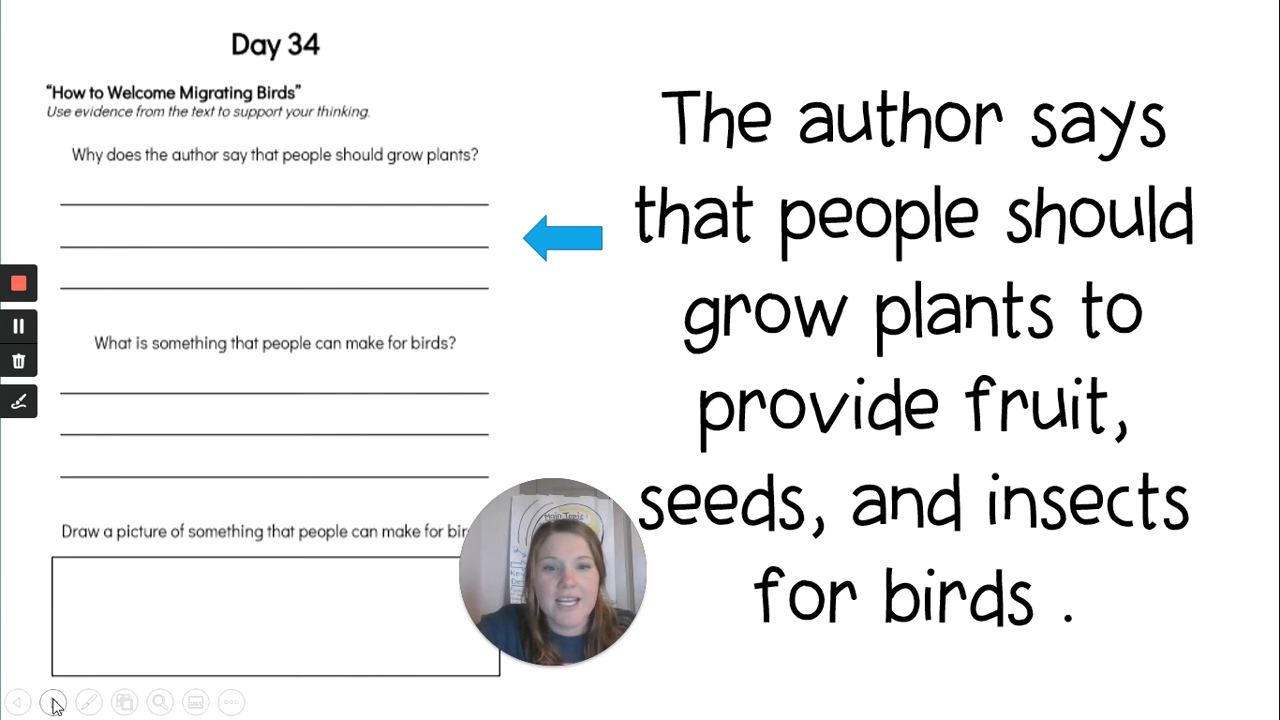 Day 34
"How to Welcome Migrating Birds"
Use evidence from the text to support your thinking.
Why does the author say that people should grow plants?
What is something that people can make for birds?
Draw a picture of something that people can make for bir
The author says
that people should
grow plants to
provide fruit,
seeds, and insects
for birds .
Main Topic